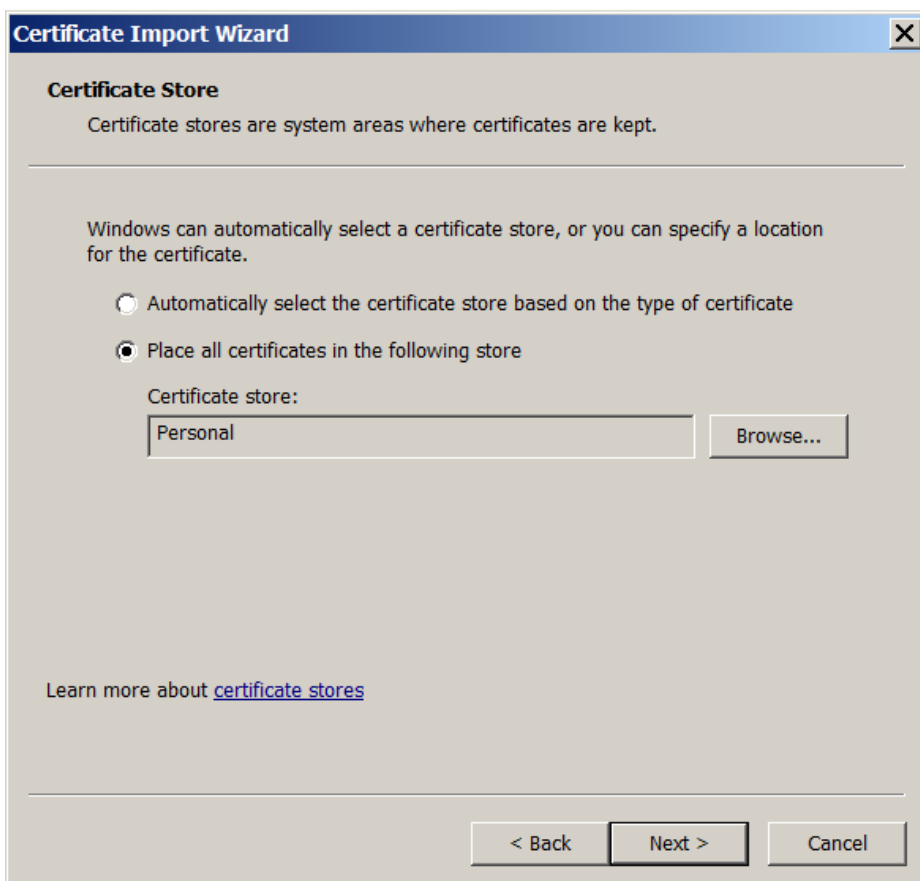 Certificate Import Wizard
Certificate Store
Certificate stores are system areas where certificates are kept.
Windows can automatically select a certificate store, or you can specify a location
for the certificate.
Automatically select the certificate store based on the type of certificate
Place all certificates in the following store
Certificate store:
Personal
Browse...
Learn more about certificate stores
< Back
Next >
Cancel